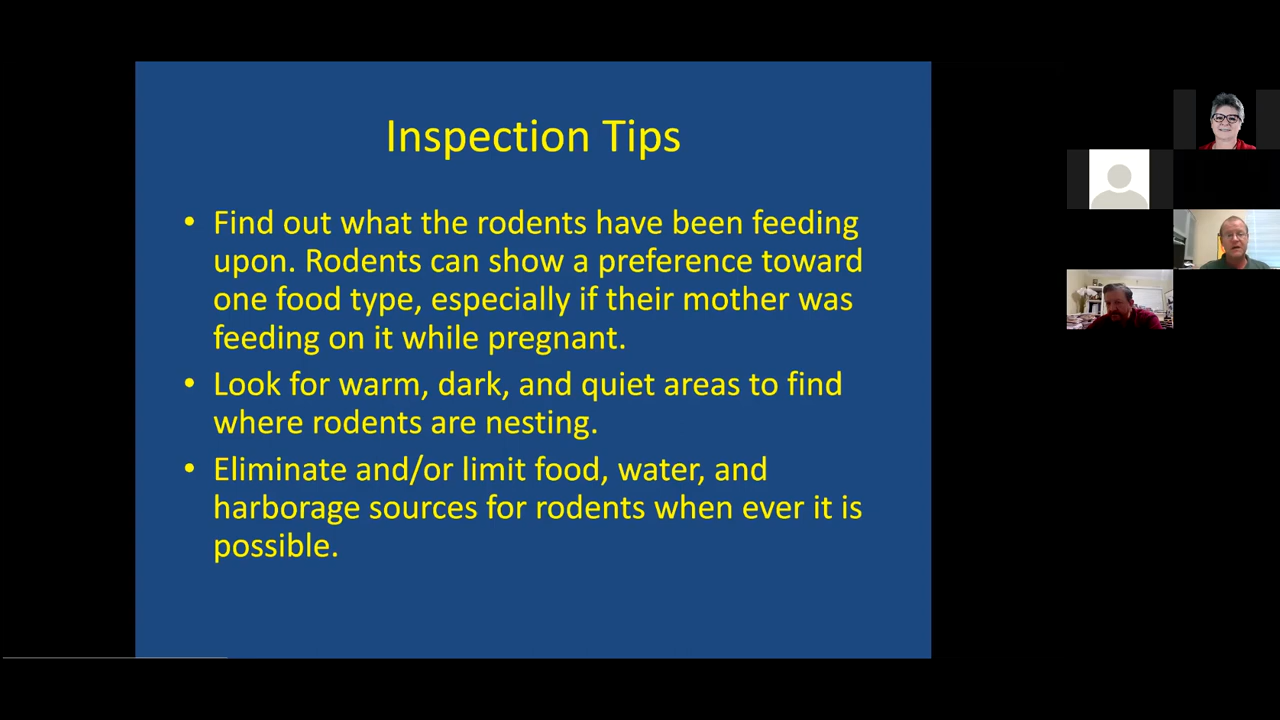 Inspection Tips
• Find out what the rodents have been feeding
upon. Rodents can show a preference toward
one food type, especially if their mother was
feeding on it while pregnant.
• Look for warm, dark, and quiet areas to find
where rodents are nesting.
• Eliminate and/or limit food, water, and
harborage sources for rodents when ever it is
possible.